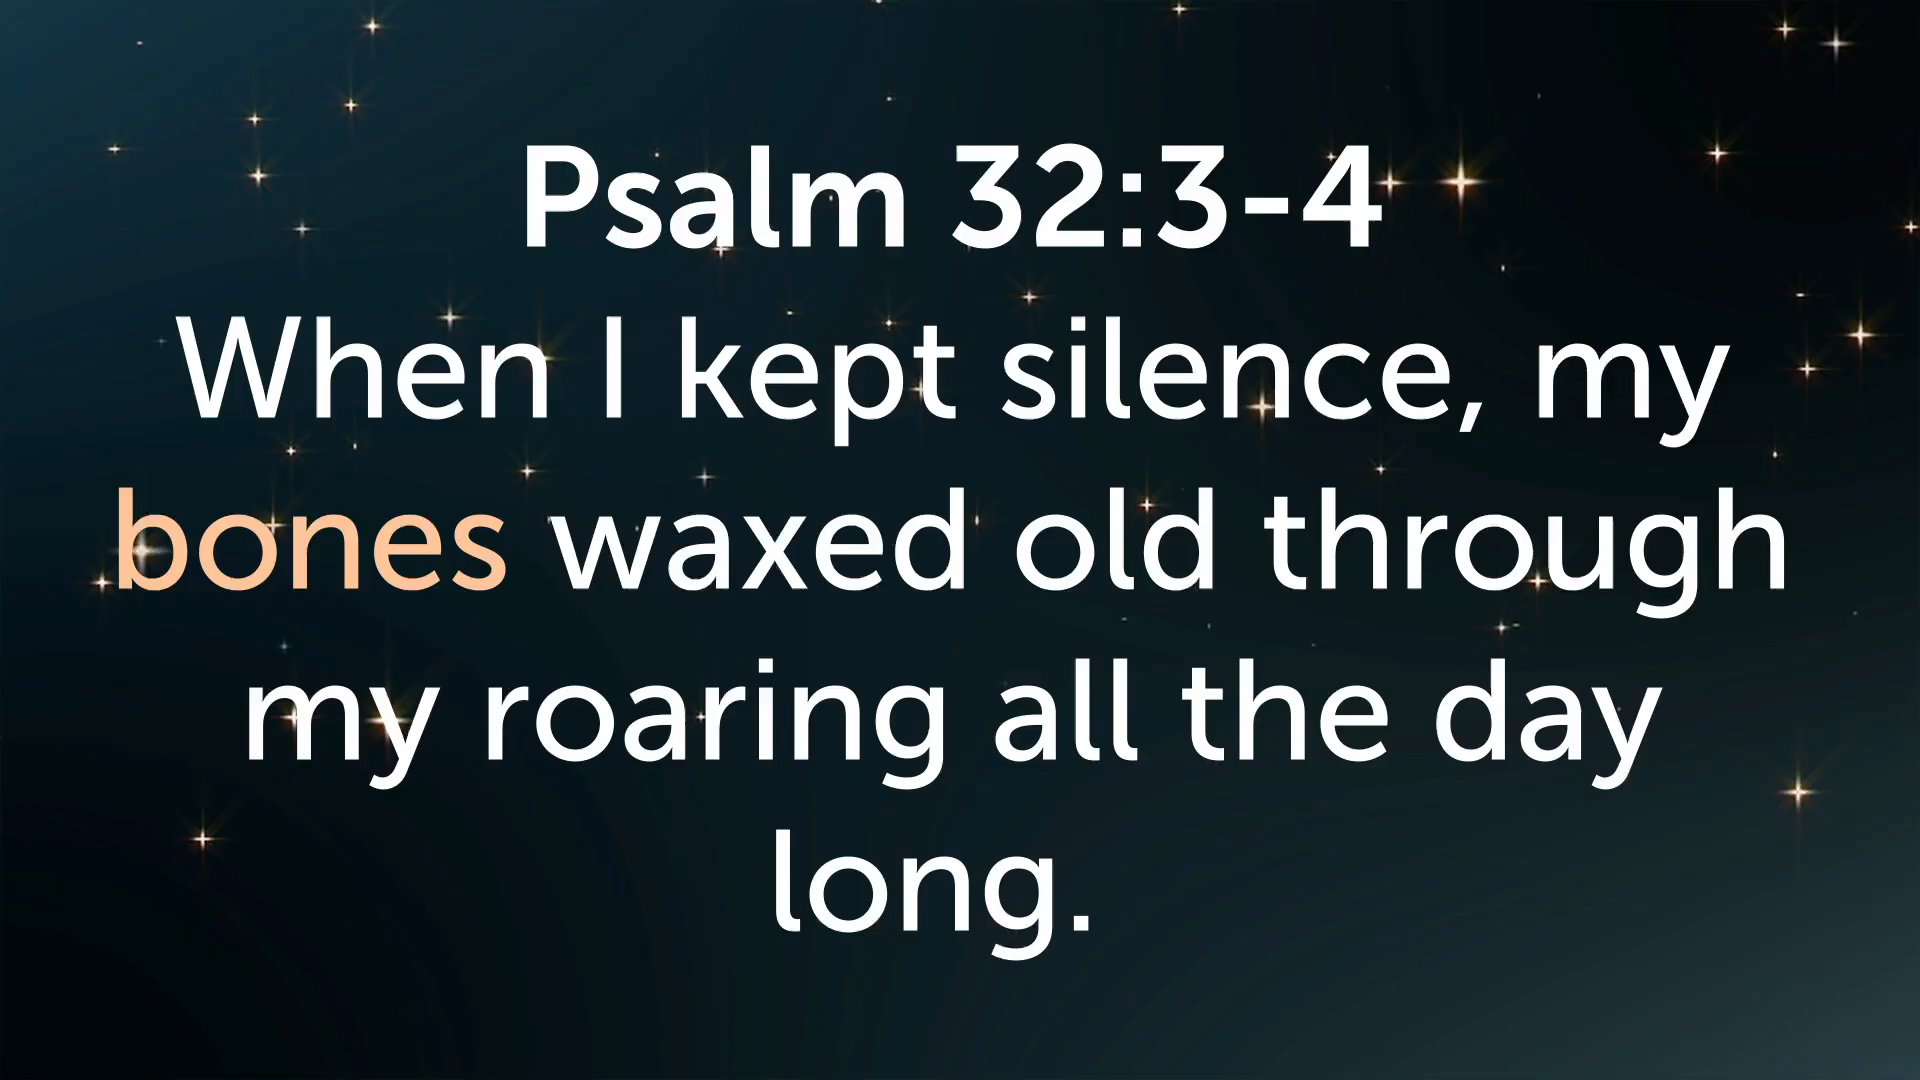 Psalm 32:3-4
When I kept silence, my
bones waxed old through
my roaring all the day
long.